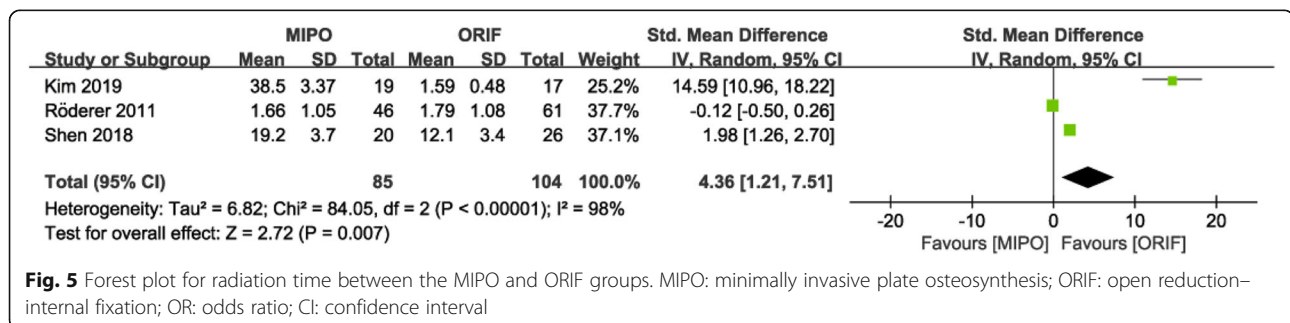 MIPO ORIF Std. Mean Difference Std. Mean Difference
Study or Subgroup Mean SD Total Mean SD Total Weight IV, Random, 95% CI IV, Random, 95% CI
Kim 2019 38.5 3.37 19 1.59 0.48 17 25.2% 14.59 [10.96, 18.22]
Röderer 2011 1.66 1.05 46 1.79 1.08 61 37.7% -0.12 [-0.50, 0.26]
Shen 2018 19.2 3.7 20 12.1 3.4 26 37.1% 1.98 [1.26, 2.70]
Total (95% CI) 85 104 100.0% 4.36 [1.21, 7.51]
Heterogeneity: Tau² = 6.82; Chi² = 84.05, df = 2 (P < 0.00001); I² = 98%
Test for overall effect: Z = 2.72 (P = 0.007)
-20 -10 0 10 20
Favours [MIPO] Favours [ORIF]
Fig. 5 Forest plot for radiation time between the MIPO and ORIF groups. MIPO: minimally invasive plate osteosynthesis; ORIF: open reduction–
internal fixation; OR: odds ratio; CI: confidence interval